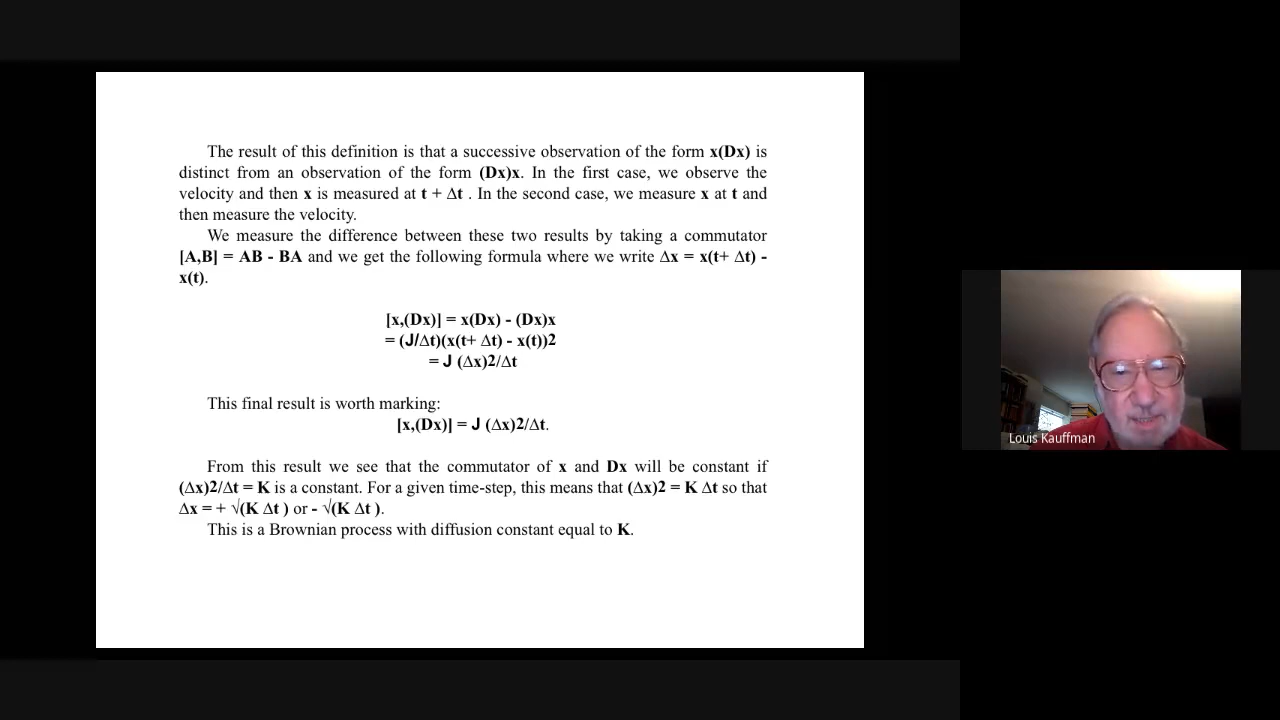 The result of this definition is that a successive observation of the form x(Dx) is
distinct from an observation of the form (Dx)x. In the first case, we observe the
velocity and then x is measured at t + Δt . In the second case, we measure x at t and
then measure the velocity.
We measure the difference between these two results by taking a commutator
[A,B] = AB - BA and we get the following formula where we write Δx = x(t+ Δt) -
x(t).
[x,(Dx)] = x(Dx) - (Dx)x
= (J/Δt)(x(t+ Δt) - x(t))2
= J (Δx)2/Δt
This final result is worth marking:
[x,(Dx)] = J (Δx)2/Δt.
From this result we see that the commutator of x and Dx will be constant if
(Δx)2/Δt = K is a constant. For a given time-step, this means that (Δx)2 = K Δt so that
Δx = + √(K Δt ) or - √(K Δt ).
This is a Brownian process with diffusion constant equal to K.
Louis Kauffman